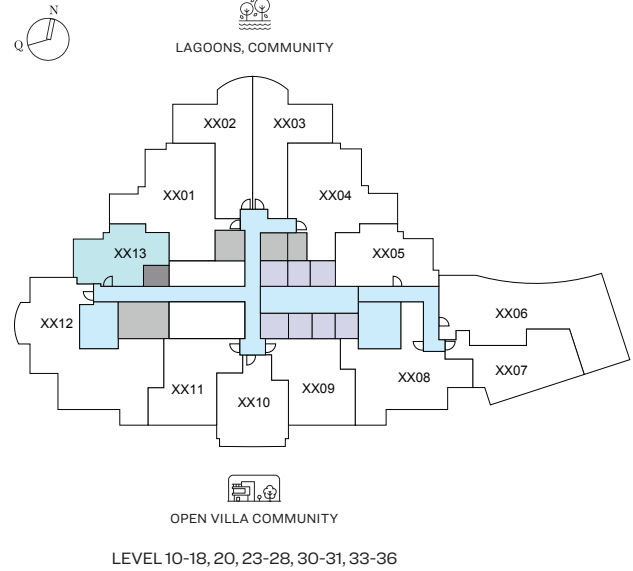 N
Q
LAGOONS, COMMUNITY
XX02 XX03
XX01 XX04
XX13 XX05
XX12 XX06
XX11 XX10 XX09 XX08 XX07
OPEN VILLA COMMUNITY
LEVEL 10-18, 20, 23-28, 30-31, 33-36